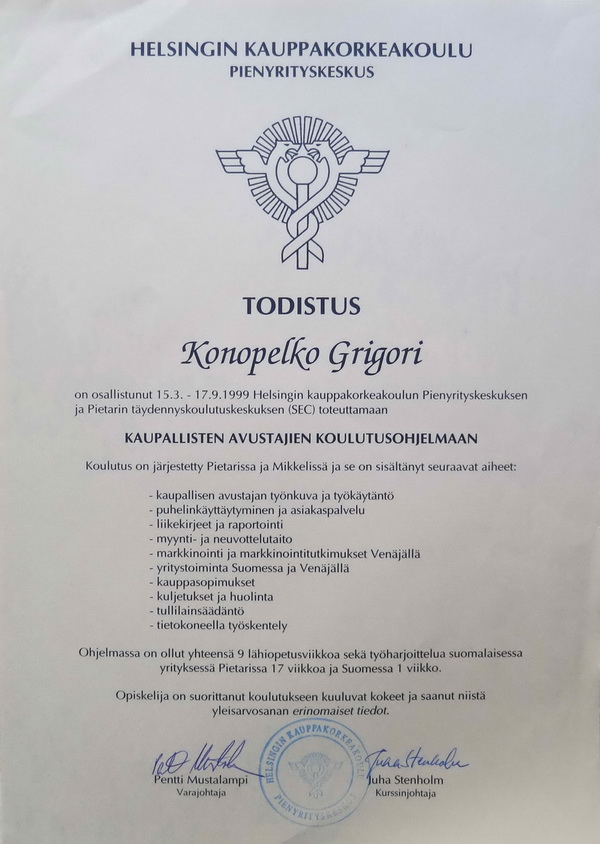 HELSINGIN KAUPPAKORKEAKOULU
PIENYRITYSKESKUS
TODISTUS
Konopelko Grigori
on osallistunut 15.3. - 17.9.1999 Helsingin kauppakorkeakoulun Pienyrityskeskuksen
ja Pietarin täydennyskoulutuskeskuksen (SEC) toteuttamaan
KAUPALLISTEN AVUSTAJIEN KOULUTUSOHJELMAAN
Koulutus on järjestetty Pietarissa ja Mikkelissä ja se on sisältänyt seuraavat aiheet:
- kaupallisen avustajan työnkuva ja työkäytäntö
- puhelinkäyttäytyminen ja asiakaspalvelu
- liikekirjeet ja raportointi
- myynti- ja neuvottelutaito
- markkinointi ja markkinointitutkimukset Venäjällä
- yritystoiminta Suomessa ja Venäjällä
- kauppasopimukset
- kuljetukset ja huolinta
- tullilainsäädäntö
- tietokoneella työskentely
Ohjelmassa on ollut yhteensä 9 lähiopetusviikkoa sekä työharjoittelua suomalaisessa
yrityksessä Pietarissa 17 viikkoa ja Suomessa 1 viikko.
Opiskelija on suorittanut koulutukseen kuuluvat kokeet ja saanut niistä
yleisarvosanan erinomaiset tiedot.
HELSINGIN KAUPPAKORKEAKOULU
PIENYRITYSKESKUS
Juha Stenholm
Pentti Mustalampi
Varajohtaja
Juha Stenholm
Kurssinjohtaja